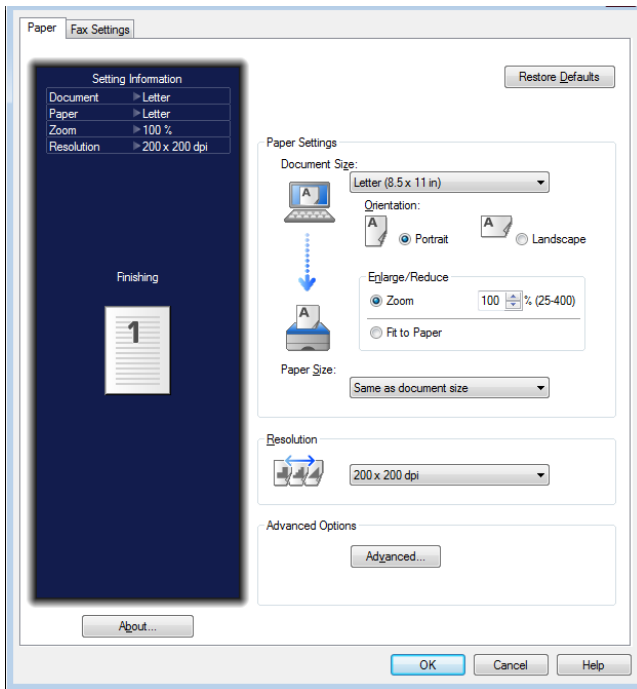 Paper Fax Settings
Setting Information
Document Letter
Paper Letter
Zoom 100 %
Resolution 200 x 200 dpi
Finishing
1
About...
Restore Defaults
Paper Settings
Document Size:
A
Letter (8.5 x 11 in)
Orientation:
A Portrait A Landscape
Enlarge/Reduce
Zoom 100 % (25-400)
Fit to Paper
A
Paper Size:
Same as document size
Resolution
4 4 4
200 x 200 dpi
Advanced Options
Advanced...
OK Cancel Help